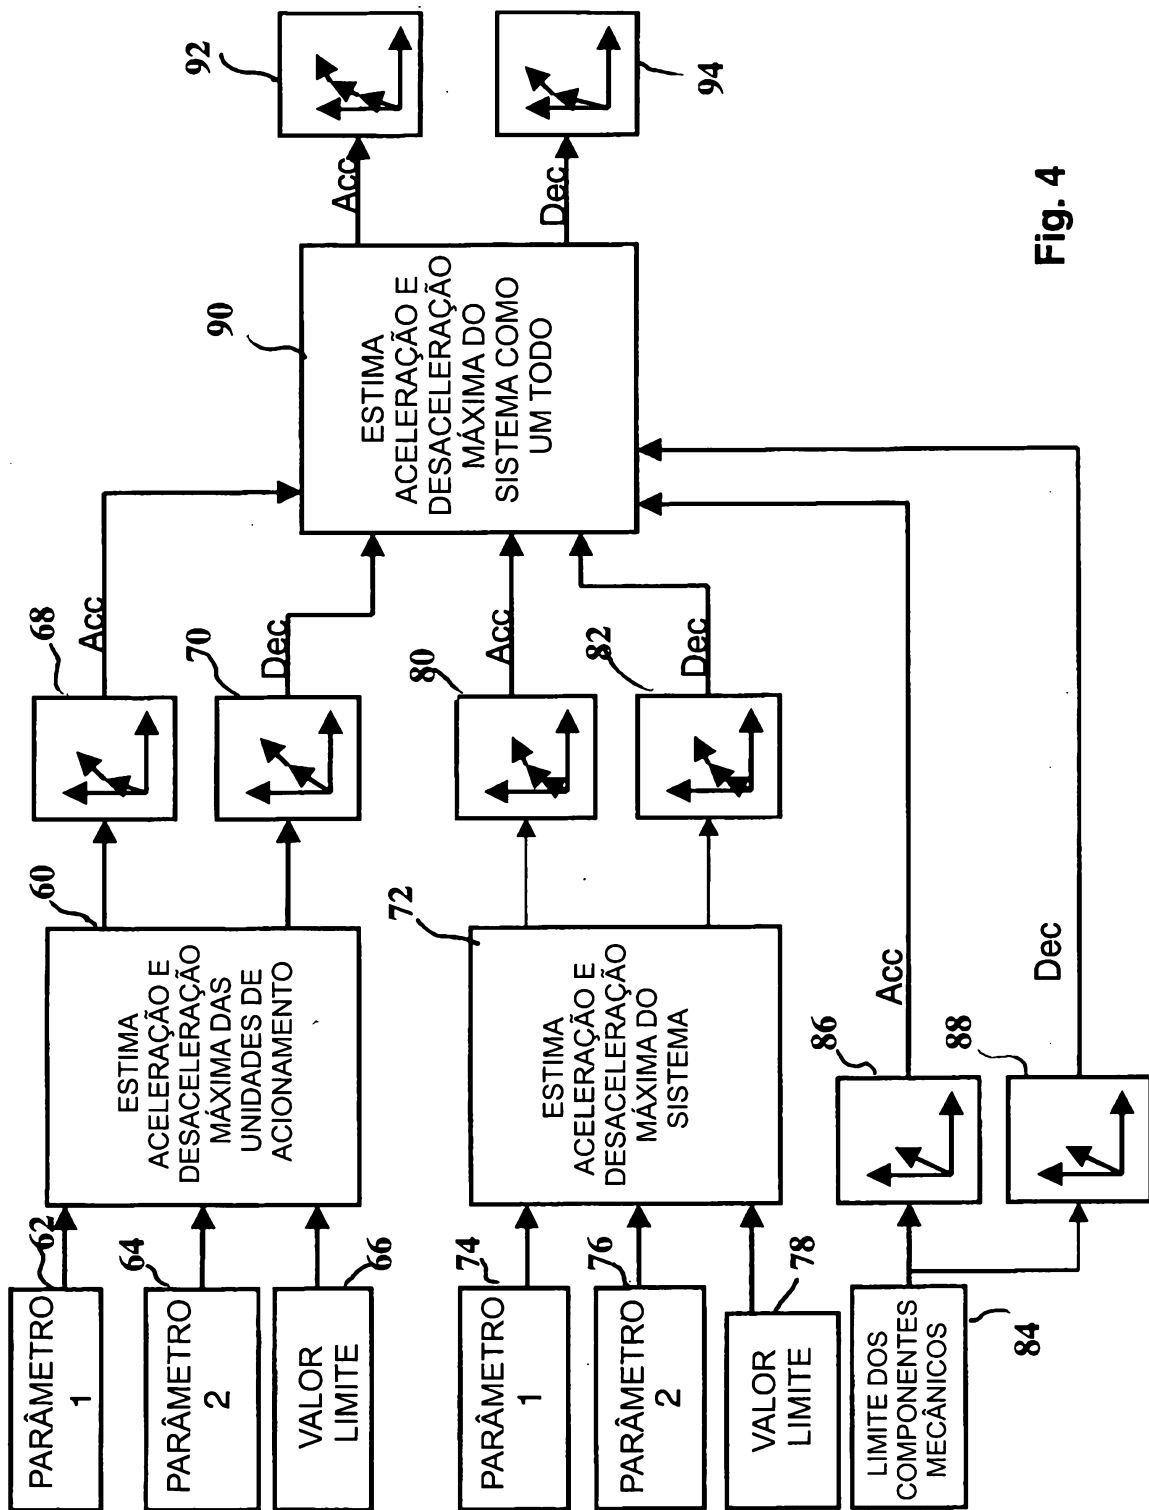 PARÂMETRO
1
62
PARÂMETRO
2
64
VALOR
LIMITE
66
ESTIMA
ACELERAÇÃO E
DESACELERAÇÃO
MÁXIMA DAS
UNIDADES DE
ACIONAMENTO
60
68
Acc
70
Dec
PARÂMETRO
1
74
PARÂMETRO
2
76
VALOR
LIMITE
78
ESTIMA
ACELERAÇÃO E
DESACELERAÇÃO
MÁXIMA DO
SISTEMA
72
80
Acc
82
Dec
LIMITE DOS
COMPONENTES
MECÂNICOS
84
86
Acc
88
Dec
ESTIMA
ACELERAÇÃO E
DESACELERAÇÃO
MÁXIMA DO
SISTEMA COMO
UM TODO
90
Acc
92
Dec
94
Fig. 4